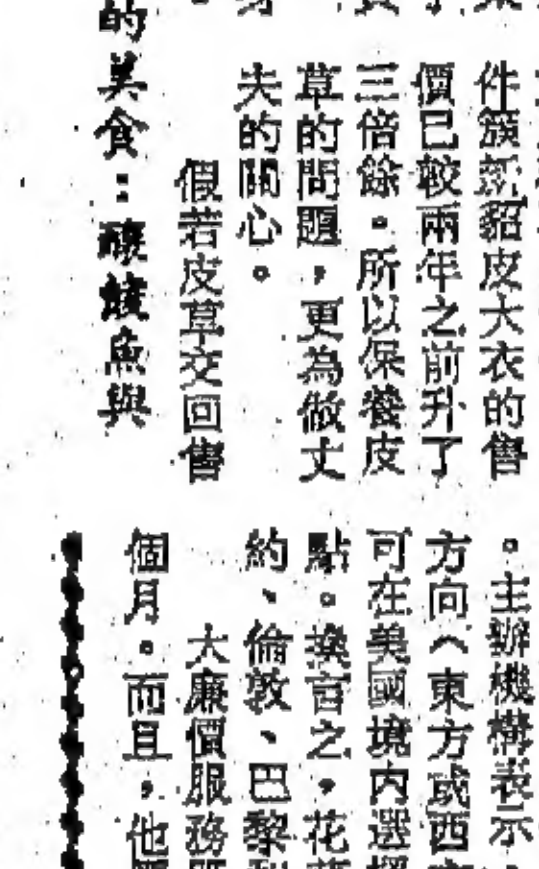 件簇新貂皮大衣的售
價已較兩年之前升了
三倍餘。所以保養皮
草的問題，更為做丈
夫的關心。
假若皮草交回售
的美食：釀鯪魚與
。主辦機構表示，
方向（東方或西方
可在美國境內選擇
點。換言之，花
約、倫敦、巴黎
大廉價服務
個月。而且，他